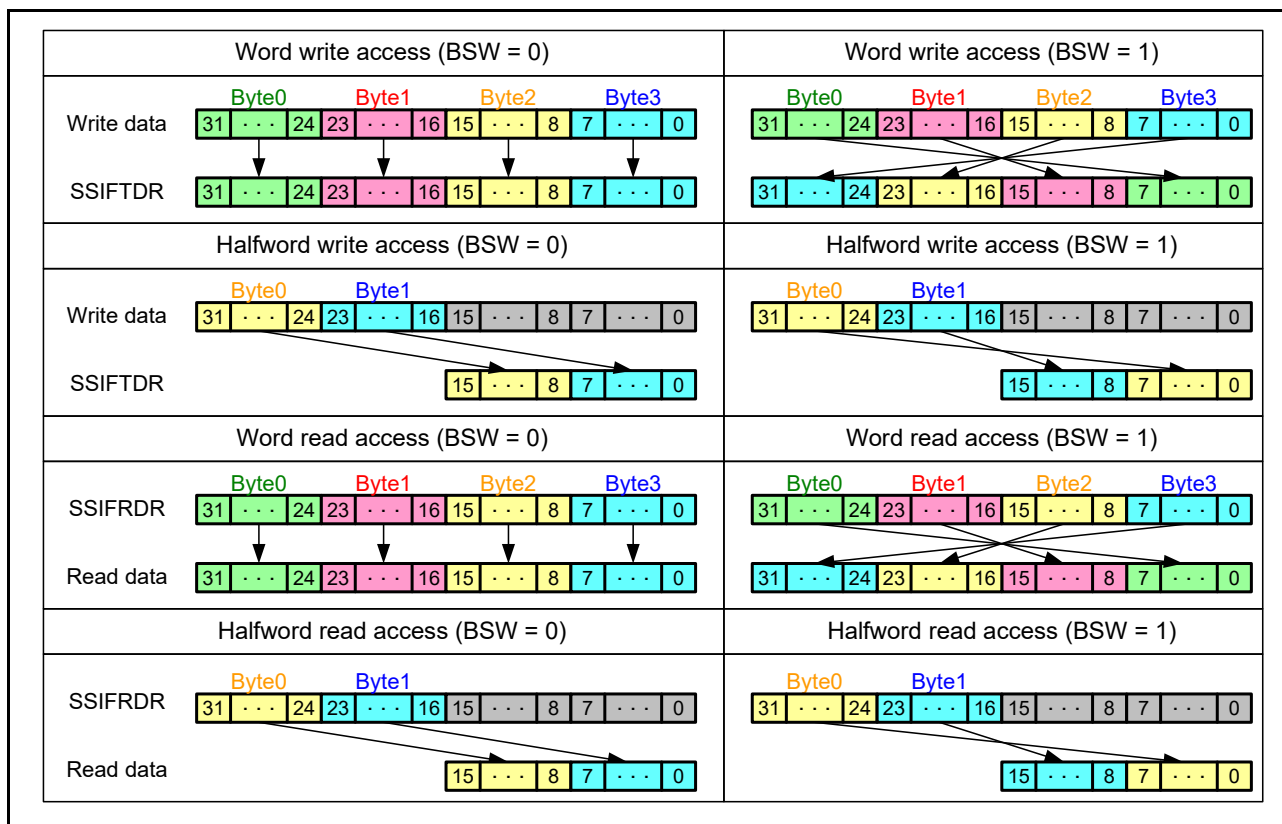 Word write access (BSW = 0) Word write access (BSW = 1)
Byte0 Byte1 Byte2 Byte3 Byte0 Byte1 Byte2 Byte3
Write data 31 · · · 24 23 · · · 16 15 · · · 8 7 · · · 0 31 · · · 24 23 · · · 16 15 · · · 8 7 · · · 0
SSIFTDR 31 · · · 24 23 · · · 16 15 · · · 8 7 · · · 0 31 · · · 24 23 · · · 16 15 · · · 8 7 · · · 0
Halfword write access (BSW = 0) Halfword write access (BSW = 1)
Byte0 Byte1 Byte0 Byte1
Write data 31 · · · 24 23 · · · 16 15 · · · 8 7 · · · 0 31 · · · 24 23 · · · 16 15 · · · 8 7 · · · 0
SSIFTDR 15 · · · 8 7 · · · 0 15 · · · 8 7 · · · 0
Word read access (BSW = 0) Word read access (BSW = 1)
Byte0 Byte1 Byte2 Byte3 Byte0 Byte1 Byte2 Byte3
SSIFRDR 31 · · · 24 23 · · · 16 15 · · · 8 7 · · · 0 31 · · · 24 23 · · · 16 15 · · · 8 7 · · · 0
Read data 31 · · · 24 23 · · · 16 15 · · · 8 7 · · · 0 31 · · · 24 23 · · · 16 15 · · · 8 7 · · · 0
Halfword read access (BSW = 0) Halfword read access (BSW = 1)
Byte0 Byte1 Byte0 Byte1
SSIFRDR 31 · · · 24 23 · · · 16 15 · · · 8 7 · · · 0 31 · · · 24 23 · · · 16 15 · · · 8 7 · · · 0
Read data 15 · · · 8 7 · · · 0 15 · · · 8 7 · · · 0